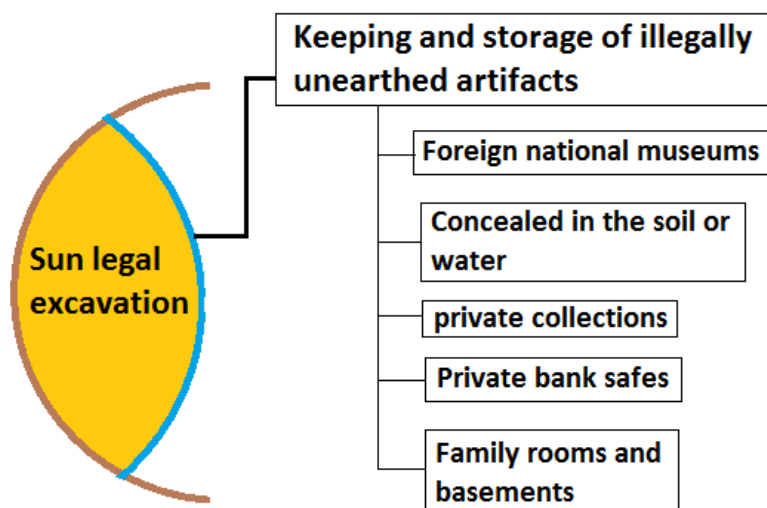 Keeping and storage of illegally
unearthed artifacts
Foreign national museums
Concealed in the soil or
water
Sun legal
excavation
private collections
Private bank safes
Family rooms and
basements